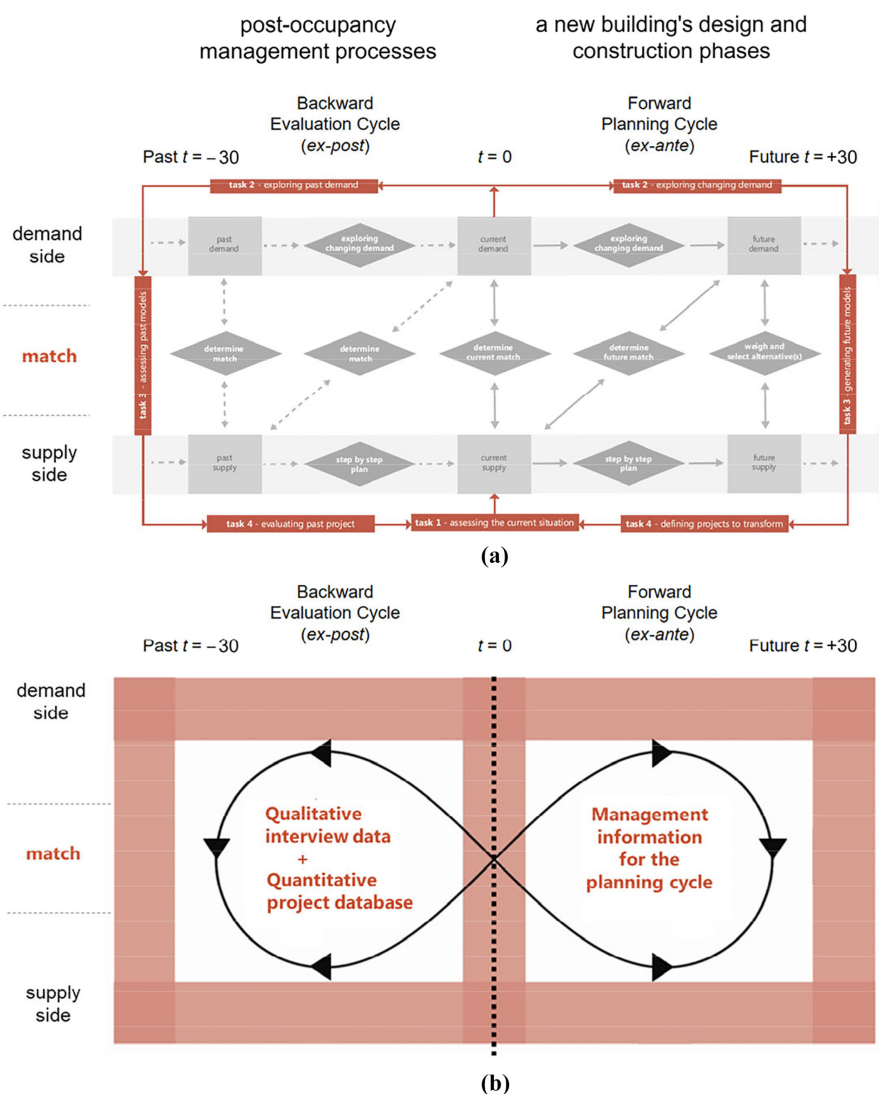 post-occupancy
management processes
a new building's design and
construction phases
Backward
Evaluation Cycle
(ex-post)
Forward
Planning Cycle
(ex-ante)
Past t = – 30
t = 0
Future t = +30
task 2 - exploring past demand
task 2 - exploring changing demand
demand
side
past
demand
exploring
changing demand
current
demand
exploring
changing demand
future
demand
match
task 3 - assessing past models
determine
match
determine
match
determine
current match
determine
future match
weigh and
select alternative(s)
task 3 - generating future models
supply
side
past
supply
step by step
plan
current
supply
step by step
plan
future
supply
task 4 - evaluating past project
task 1 - assessing the current situation
task 4 - defining projects to transform
(a)
Backward
Evaluation Cycle
(ex-post)
Forward
Planning Cycle
(ex-ante)
Past t = – 30
t = 0
Future t = +30
demand
side
match
supply
side
Qualitative
interview data
+
Quantitative
project database
Management
information
for the
planning cycle
(b)